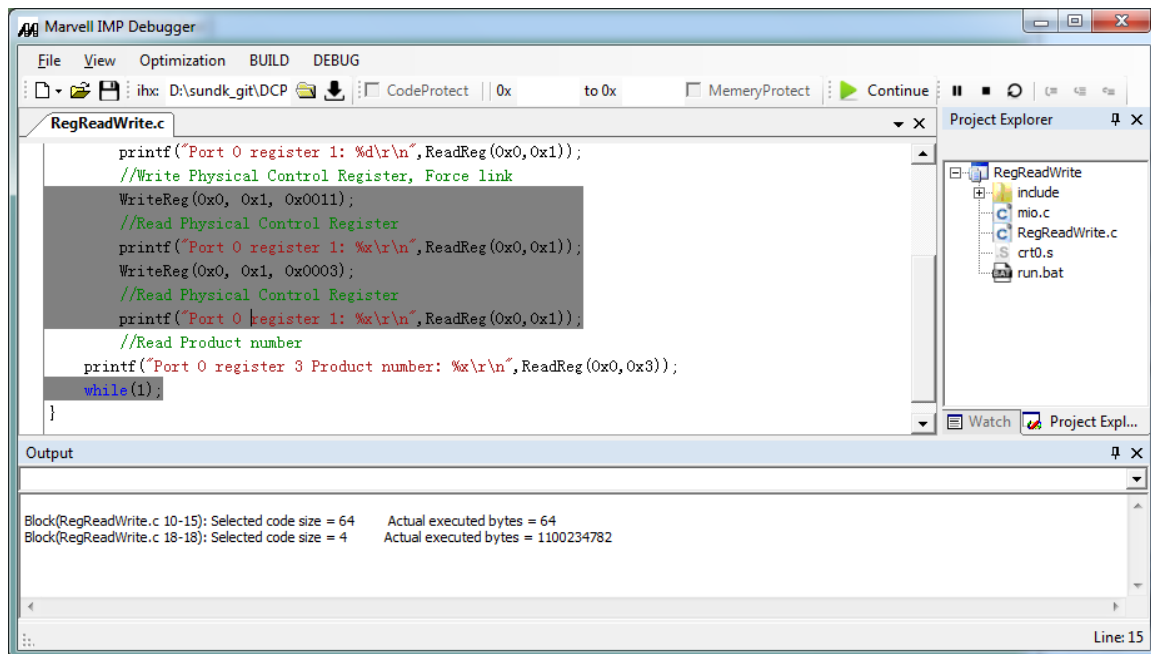 Marvell IMP Debugger
File View Optimization BUILD DEBUG
ihx: D:\sundk_git\DCP CodeProtect 0x to 0x MemeryProtect Continue
RegReadWrite.c
printf("Port 0 register 1: %d\r\n",ReadReg(0x0,0x1));
//Write Physical Control Register, Force link
WriteReg(0x0, 0x1, 0x0011);
//Read Physical Control Register
printf("Port 0 register 1: %x\r\n",ReadReg(0x0,0x1));
WriteReg(0x0, 0x1, 0x0003);
//Read Physical Control Register
printf("Port 0 register 1: %x\r\n",ReadReg(0x0,0x1));
//Read Product number
printf("Port 0 register 3 Product number: %x\r\n",ReadReg(0x0,0x3));
while(1);
}
Project Explorer
RegReadWrite
include
mio.c
RegReadWrite.c
crt0.s
run.bat
Watch Project Expl...
Output
Block(RegReadWrite.c 10-15): Selected code size = 64 Actual executed bytes = 64
Block(RegReadWrite.c 18-18): Selected code size = 4 Actual executed bytes = 1100234782
Line: 15